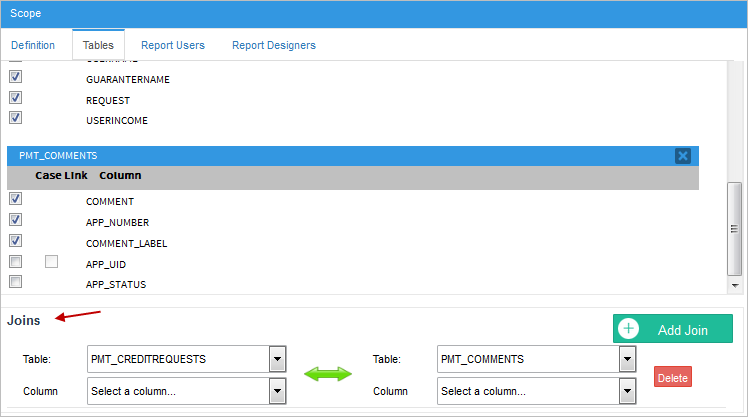 Scope
Definition Tables Report Users Report Designers
GUARANTERNAME
REQUEST
USERINCOME
PMT_COMMENTS
Case Link Column
COMMENT
APP_NUMBER
COMMENT_LABEL
APP_UID
APP_STATUS
Joins
Add Join
Table: PMT_CREDITREQUESTS Table: PMT_COMMENTS
Delete
Column Select a column... Column Select a column...